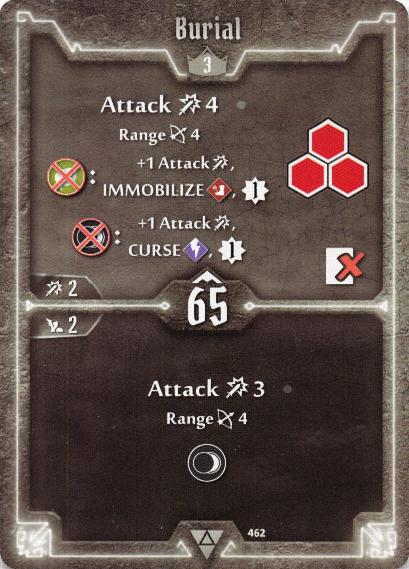 Burial
3
Attack 4
Range 4
+1 Attack,
: IMMOBILIZE, 1
+1 Attack,
: CURSE, 1
2
65
2
Attack 3
Range 4
462